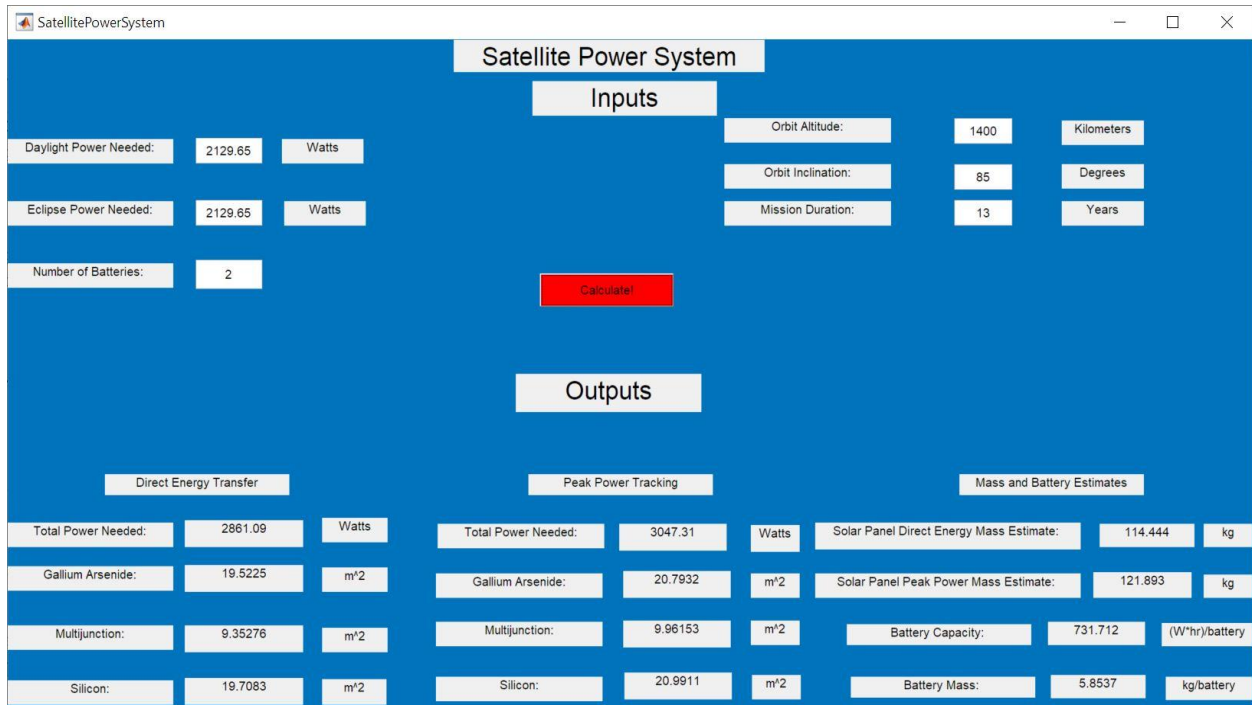 SatellitePowerSystem
Satellite Power System
Inputs
Daylight Power Needed: 2129.65 Watts
Orbit Altitude: 1400 Kilometers
Orbit Inclination: 85 Degrees
Eclipse Power Needed: 2129.65 Watts
Mission Duration: 13 Years
Number of Batteries: 2
Calculate!
Outputs
Direct Energy Transfer
Peak Power Tracking
Mass and Battery Estimates
Total Power Needed: 2861.09 Watts
Total Power Needed: 3047.31 Watts
Solar Panel Direct Energy Mass Estimate: 114.444 kg
Gallium Arsenide: 19.5225 m^2
Gallium Arsenide: 20.7932 m^2
Solar Panel Peak Power Mass Estimate: 121.893 kg
Multijunction: 9.35276 m^2
Multijunction: 9.96153 m^2
Battery Capacity: 731.712 (W*hr)/battery
Silicon: 19.7083 m^2
Silicon: 20.9911 m^2
Battery Mass: 5.8537 kg/battery